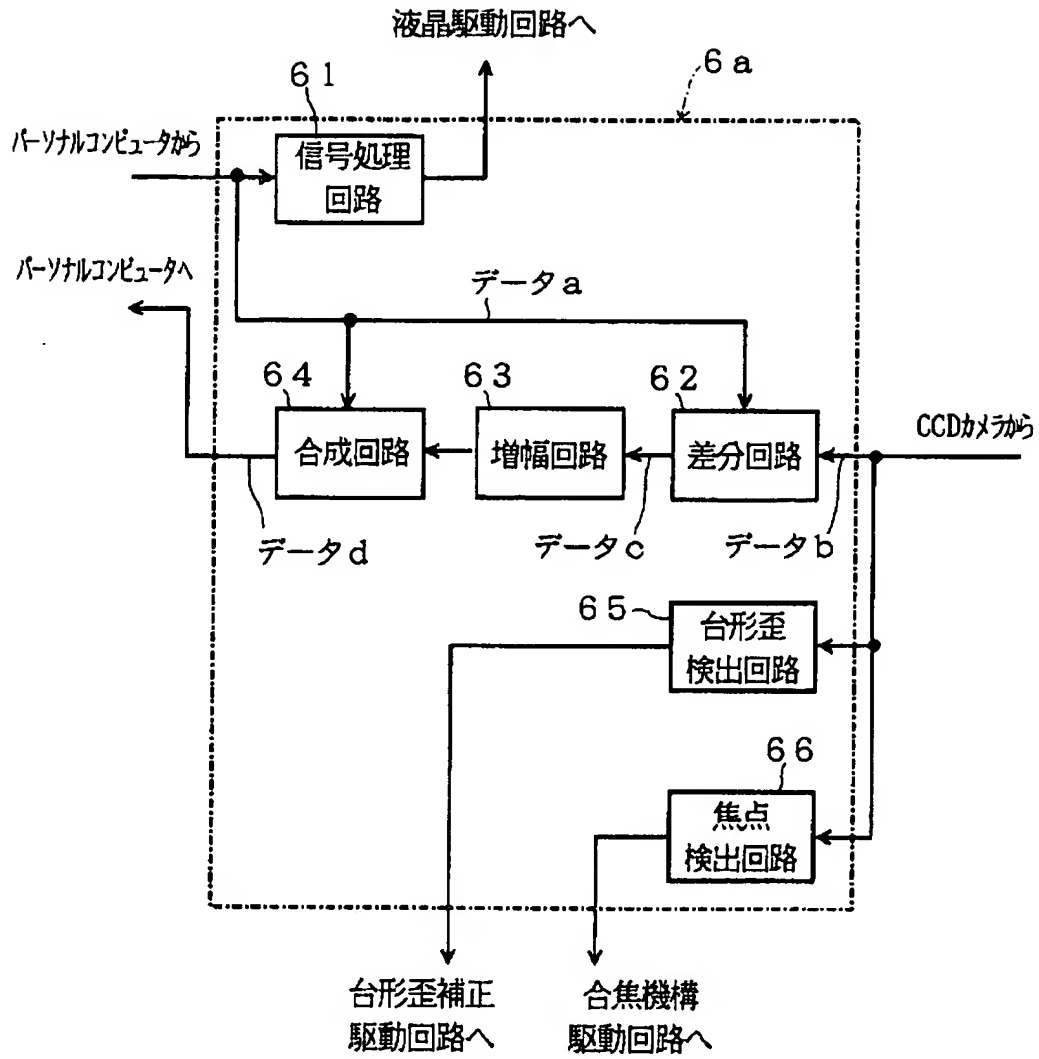 液晶駆動回路へ
61
6a
パーソナルコンピュータから
信号処理
回路
パーソナルコンピュータへ
データa
64
63
62
CCDカメラから
合成回路
増幅回路
差分回路
データd
データc
データb
65
台形歪
検出回路
66
焦点
検出回路
台形歪補正
駆動回路へ
合焦機構
駆動回路へ